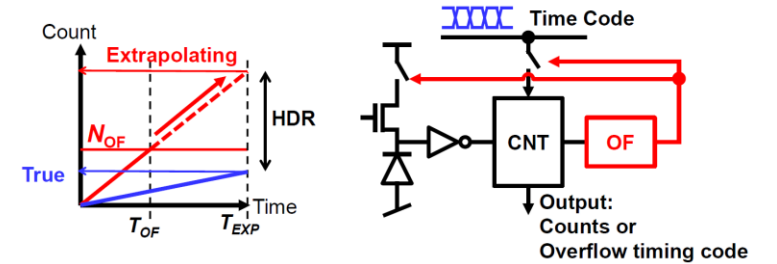 Count
Extrapolating
N_OF
True
HDR
Time
T_OF
T_EXP
Time Code
CNT
OF
Output:
Counts or
Overflow timing code